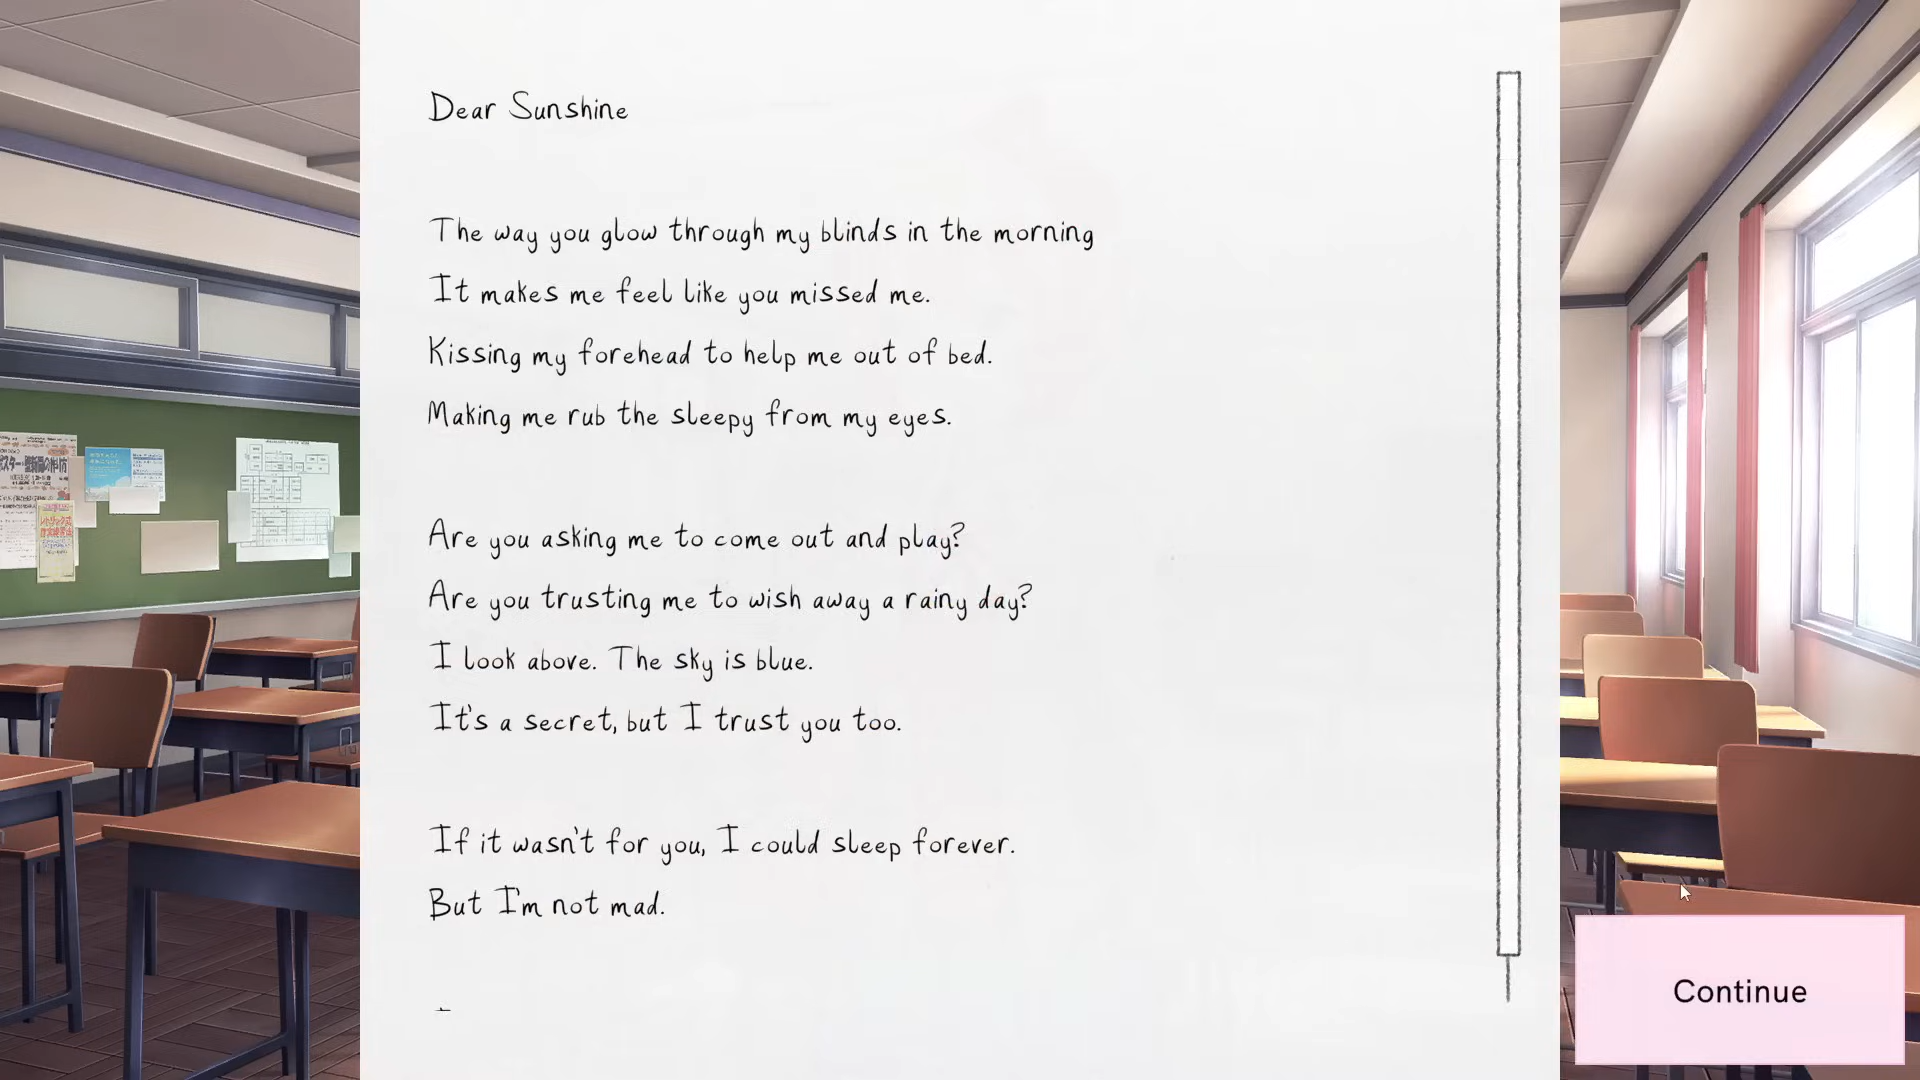 Dear Sunshine
The way you glow through my blinds in the morning
It makes me feel like you missed me.
Kissing my forehead to help me out of bed.
Making me rub the sleepy from my eyes.
Are you asking me to come out and play?
Are you trusting me to wish away a rainy day?
I look above. The sky is blue.
It's a secret, but I trust you too.
If it wasn't for you, I could sleep forever.
But I'm not mad.
Continue